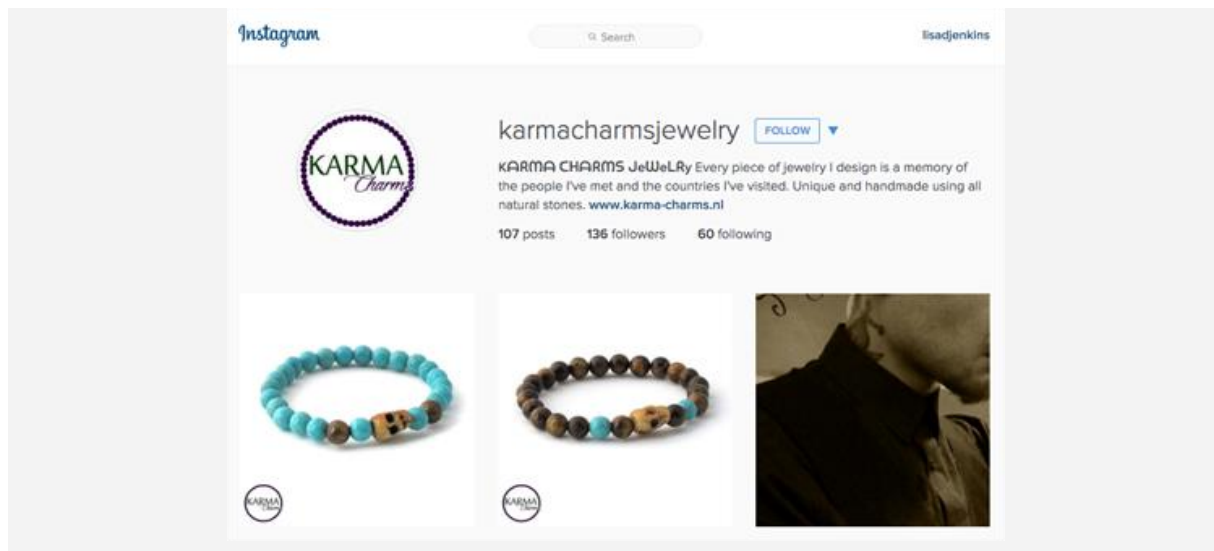 Instagram
Search
lisadjenkins
KARMA
Charms
karmacharmsjewelry FOLLOW
KARMA CHARMS JeWeLRy Every piece of jewelry I design is a memory of
the people I've met and the countries I've visited. Unique and handmade using all
natural stones. www.karma-charms.nl
107 posts 136 followers 60 following
KARMA
Charms
KARMA
Charms